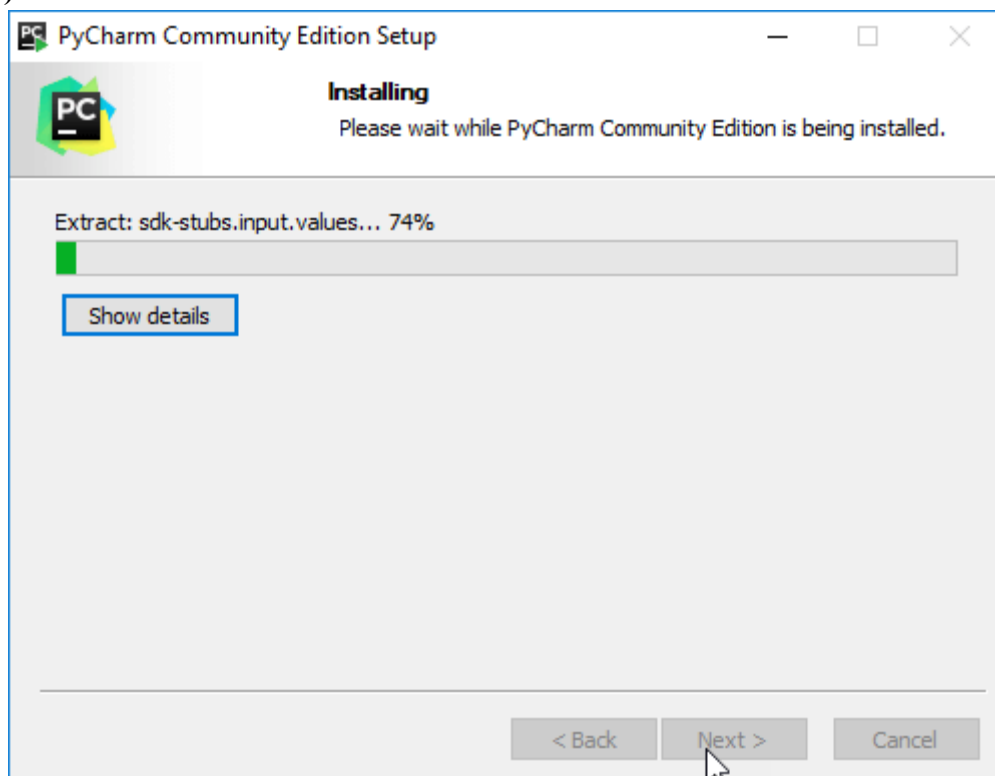 )
PC PyCharm Community Edition Setup
PC
Installing
Please wait while PyCharm Community Edition is being installed.
Extract: sdk-stubs.input.values... 74%
Show details
< Back
Next >
Cancel